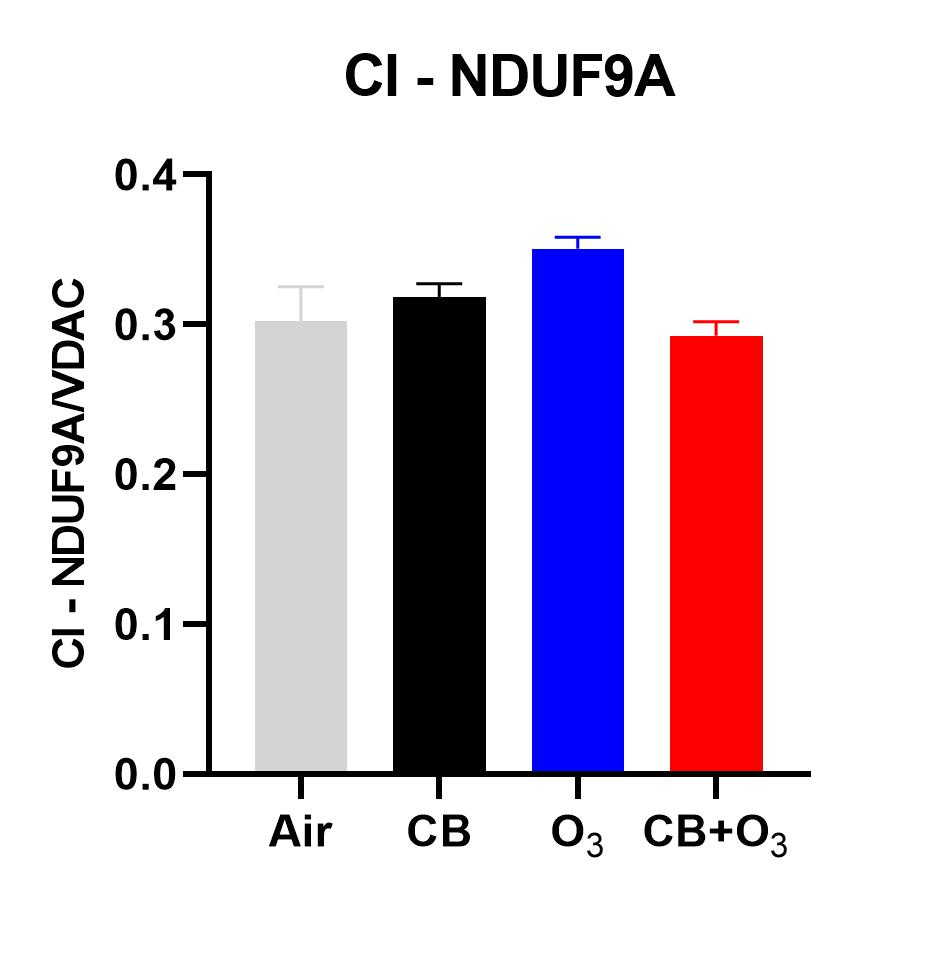 CI - NDUF9A
CI - NDUF9A/VDAC
0.4
0.3
0.2
0.1
0.0
Air CB O₃ CB+O₃